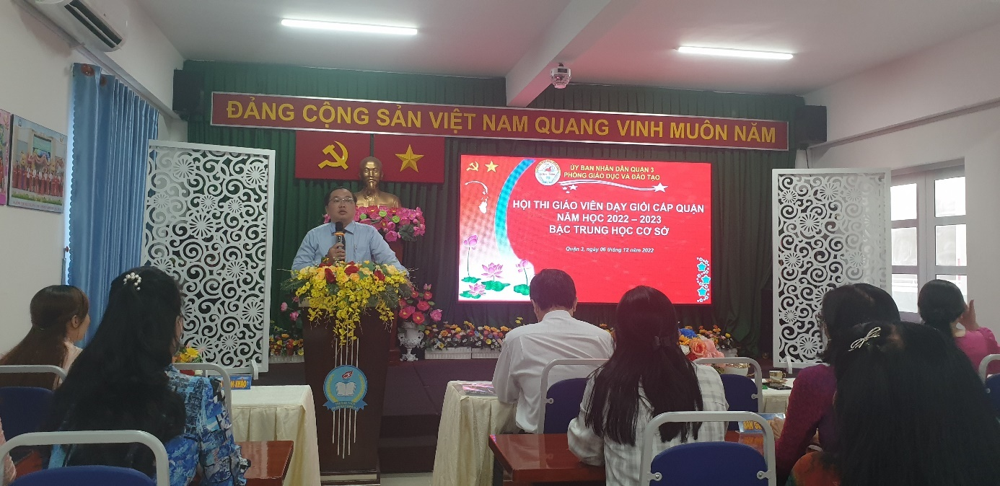 ĐẢNG CỘNG SẢN VIỆT NAM QUANG VINH MUÔN NĂM
ỦY BAN NHÂN DÂN QUẬN 3
PHÒNG GIÁO DỤC VÀ ĐÀO TẠO
HỘI THI GIÁO VIÊN DẠY GIỎI CẤP QUẬN
NĂM HỌC 2022 – 2023
BẬC TRUNG HỌC CƠ SỞ
Quận 3, ngày 06 tháng 12 năm 2022